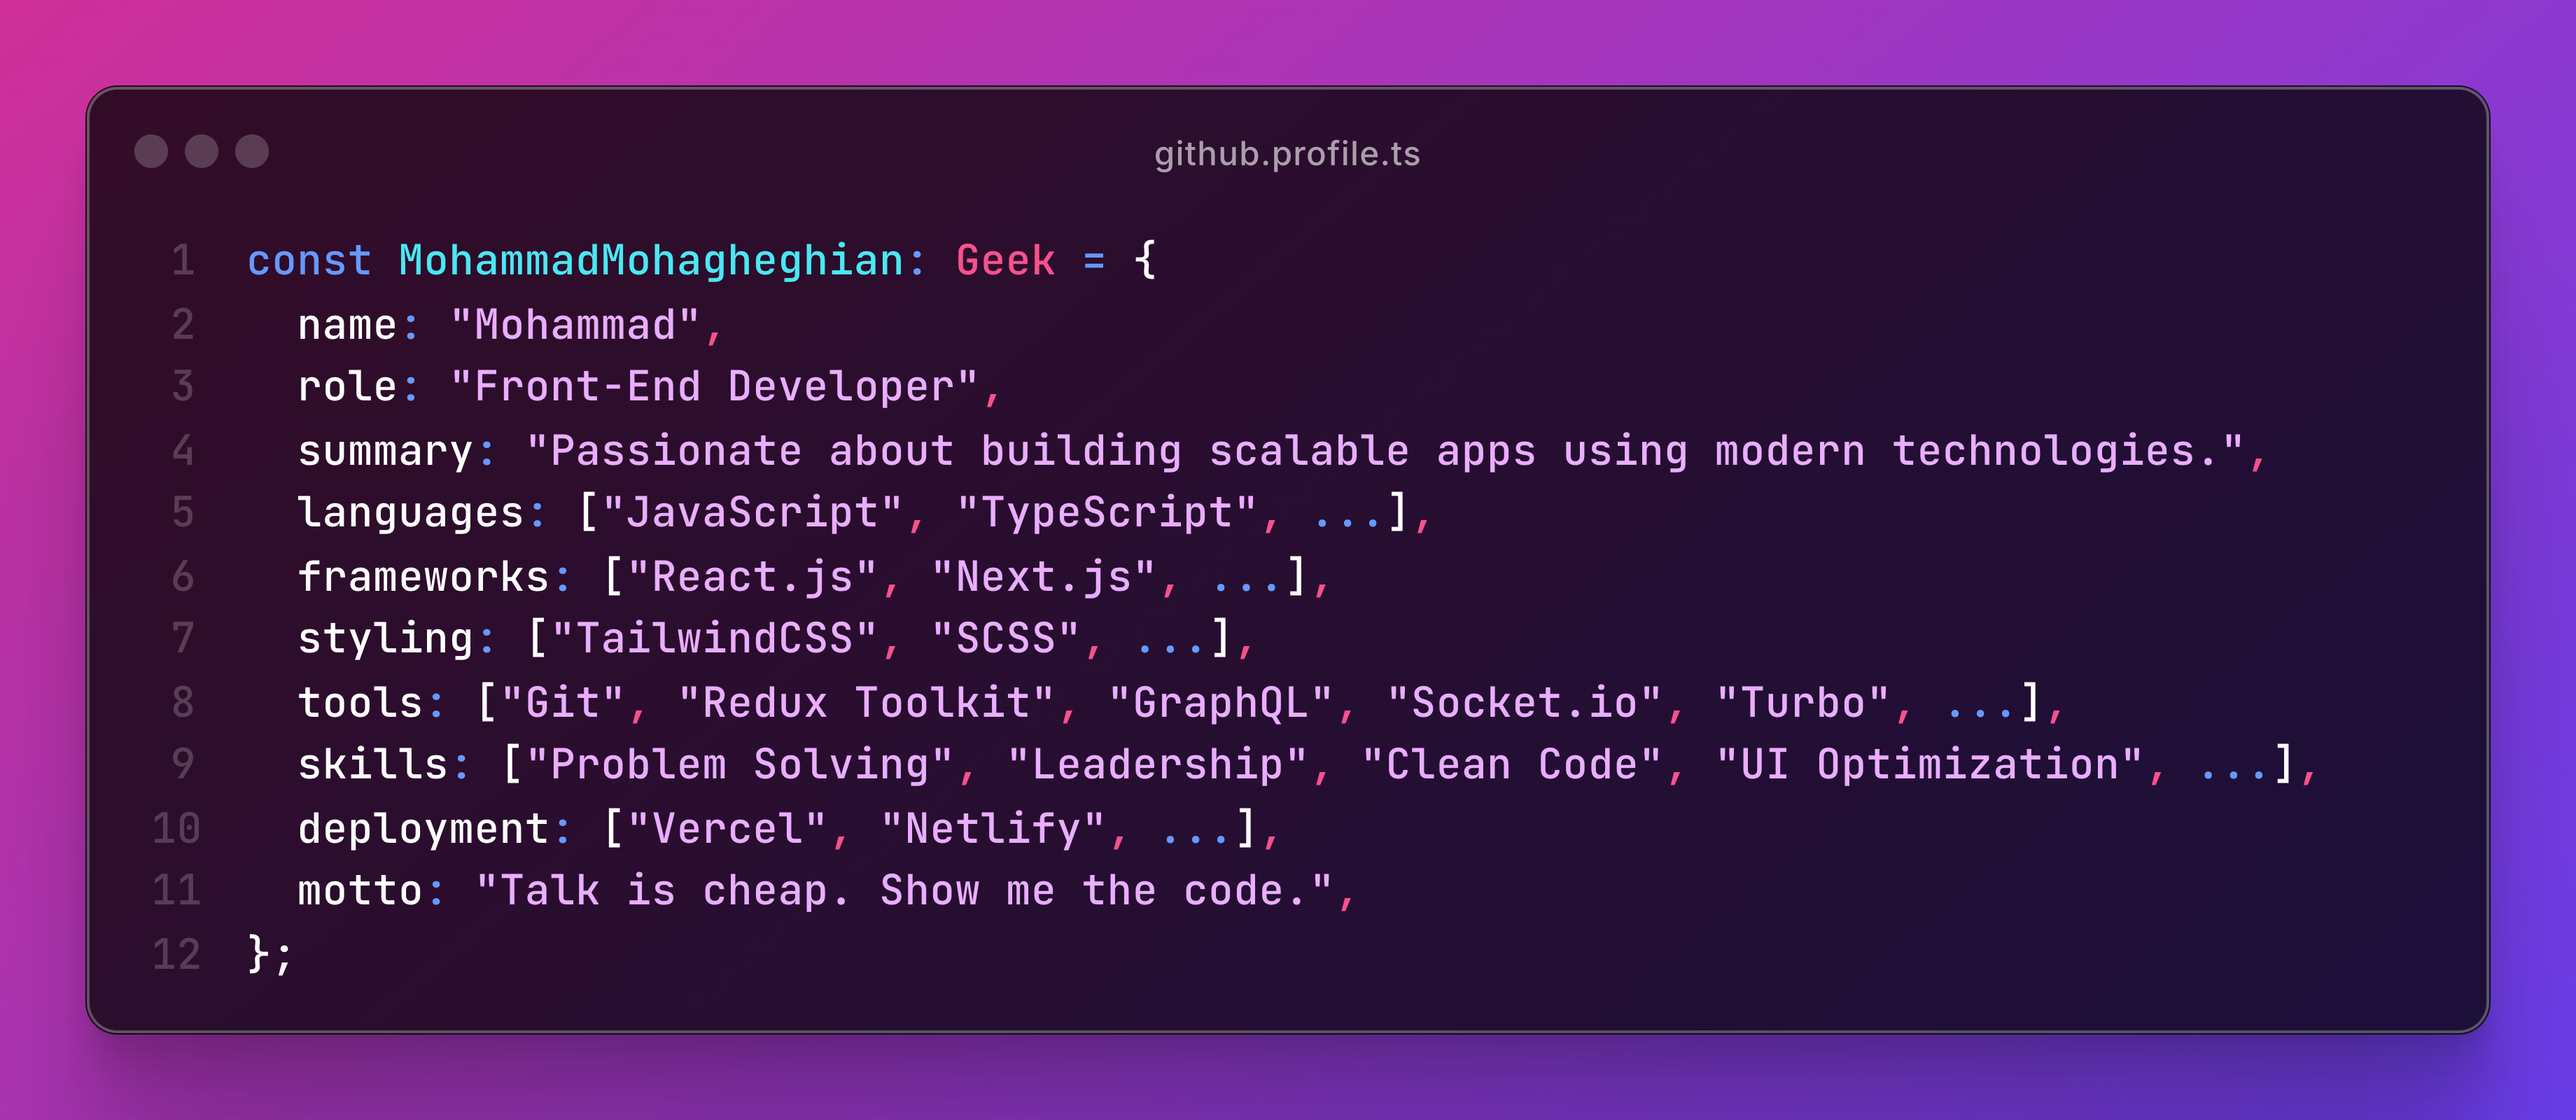 github.profile.ts
1 const MohammadMohagheghian: Geek = {
2   name: "Mohammad",
3   role: "Front-End Developer",
4   summary: "Passionate about building scalable apps using modern technologies.",
5   languages: ["JavaScript", "TypeScript", ...],
6   frameworks: ["React.js", "Next.js", ...],
7   styling: ["TailwindCSS", "SCSS", ...],
8   tools: ["Git", "Redux Toolkit", "GraphQL", "Socket.io", "Turbo", ...],
9   skills: ["Problem Solving", "Leadership", "Clean Code", "UI Optimization", ...],
10   deployment: ["Vercel", "Netlify", ...],
11   motto: "Talk is cheap. Show me the code.",
12 };